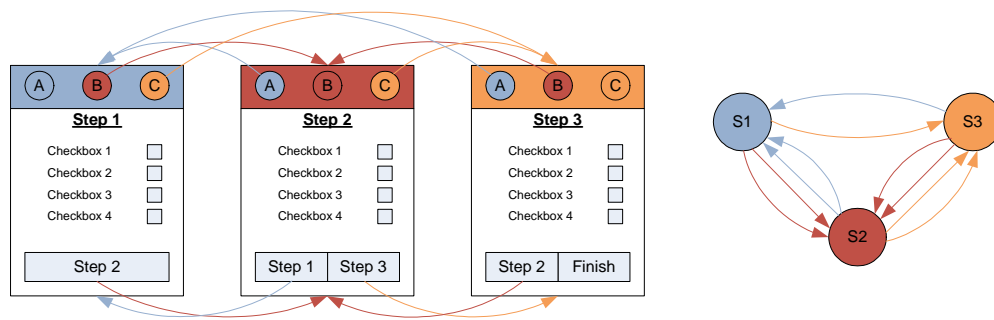 A B C
Step 1
Checkbox 1
Checkbox 2
Checkbox 3
Checkbox 4
Step 2
A B C
Step 2
Checkbox 1
Checkbox 2
Checkbox 3
Checkbox 4
Step 1 Step 3
A B C
Step 3
Checkbox 1
Checkbox 2
Checkbox 3
Checkbox 4
Step 2 Finish
S1 S3
S2